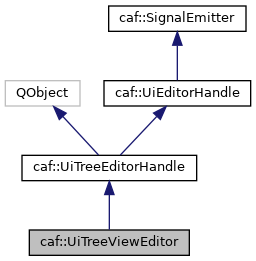 caf::SignalEmitter
QObject
caf::UiEditorHandle
caf::UiTreeEditorHandle
caf::UiTreeViewEditor